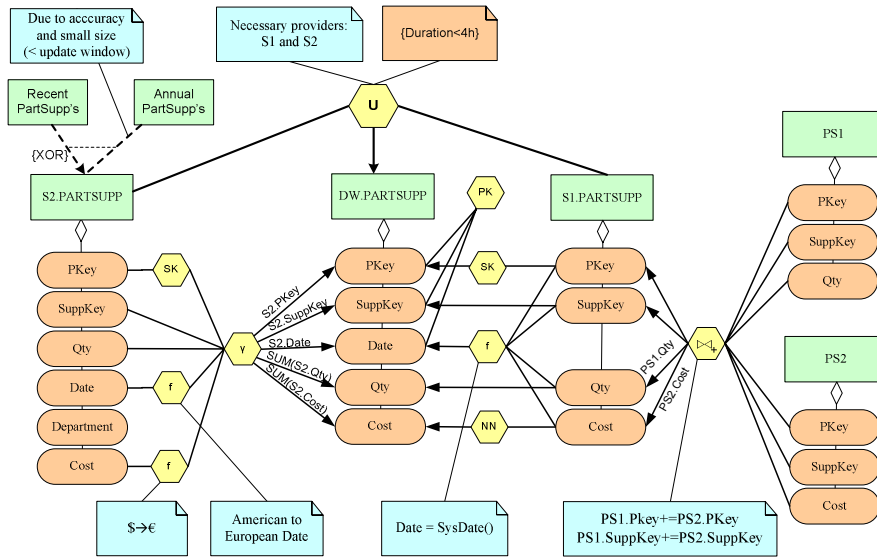 Due to acccuracy
and small size
(< update window)
Necessary providers:
S1 and S2
{Duration<4h}
Recent
PartSupp's
Annual
PartSupp's
U
{XOR}
PS1
S2.PARTSUPP
DW.PARTSUPP
PK
S1.PARTSUPP
PKey
SuppKey
Qty
PKey
SuppKey
Qty
Date
Department
Cost
SK
f
f
γ
S2.PKey
S2.SuppKey
S2.Date
SUM(S2.Qty)
SUM(S2.Cost)
PKey
SuppKey
Date
Qty
Cost
SK
f
NN
PKey
SuppKey
Qty
Cost
PS1.Qty
PS2.Cost
⋈+
PS2
PKey
SuppKey
Cost
$→€
American to
European Date
Date = SysDate()
PS1.Pkey+=PS2.PKey
PS1.SuppKey+=PS2.SuppKey